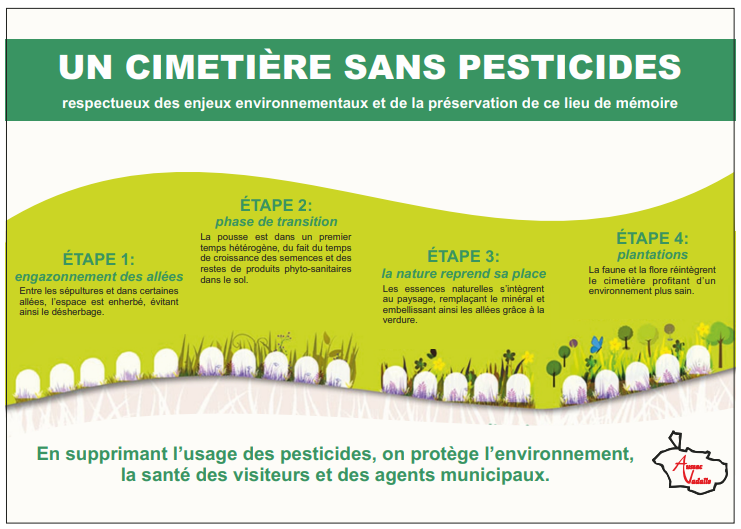 UN CIMETIÈRE SANS PESTICIDES
respectueux des enjeux environnementaux et de la préservation de ce lieu de mémoire
ÉTAPE 1:
engazonnement des allées
Entre les sépultures et dans certaines
allées, l'espace est enherbé, évitant
ainsi le désherbage.
ÉTAPE 2:
phase de transition
La pousse est dans un premier
temps hétérogène, du fait du temps
de croissance des semences et des
restes de produits phyto-sanitaires
dans le sol.
ÉTAPE 3:
la nature reprend sa place
Les essences naturelles s'intègrent
au paysage, remplaçant le minéral et
embellissant ainsi les allées grâce à la
verdure.
ÉTAPE 4:
plantations
La faune et la flore réintègrent
le cimetière profitant d'un
environnement plus sain.
En supprimant l'usage des pesticides, on protège l'environnement,
la santé des visiteurs et des agents municipaux.
Aussac
Vadalle